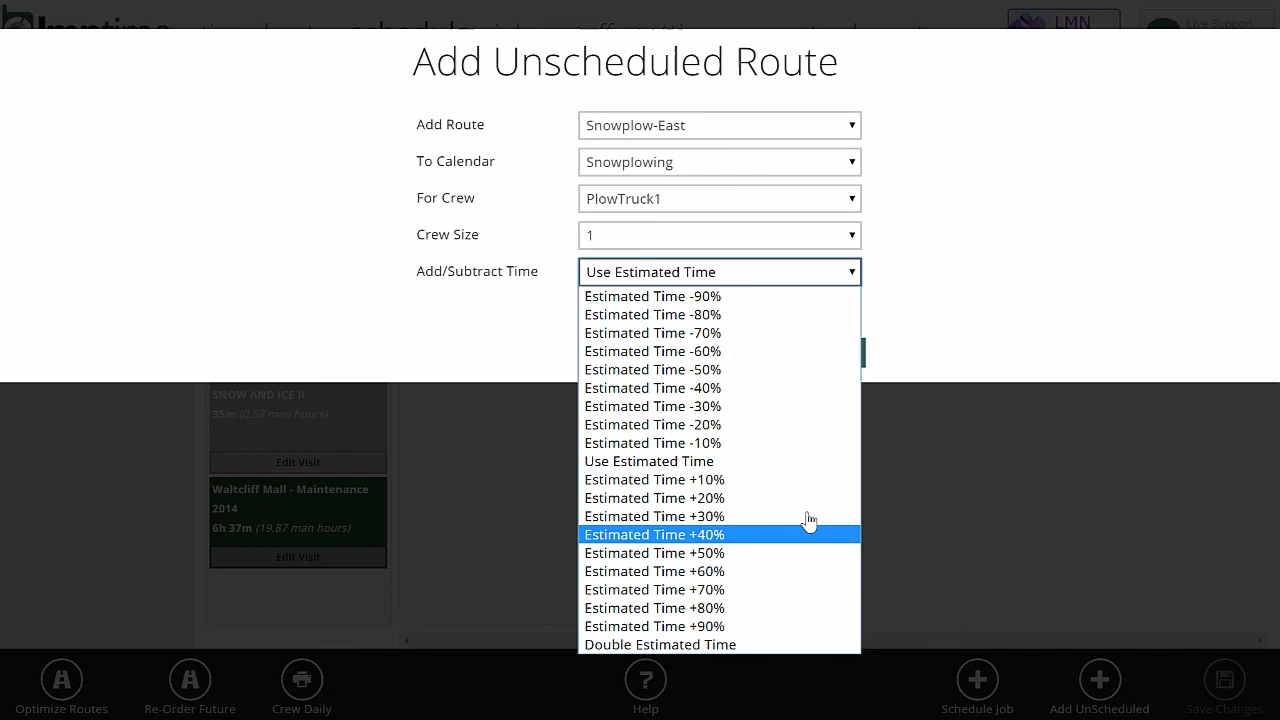 LMN
Live Support
Add Unscheduled Route
Add Route
Snowplow-East
To Calendar
Snowplowing
For Crew
PlowTruck1
Crew Size
1
Add/Subtract Time
Use Estimated Time
Estimated Time -90%
Estimated Time -80%
Estimated Time -70%
Estimated Time -60%
Estimated Time -50%
Estimated Time -40%
Estimated Time -30%
Estimated Time -20%
Estimated Time -10%
Use Estimated Time
Estimated Time +10%
Estimated Time +20%
Estimated Time +30%
Estimated Time +40%
Estimated Time +50%
Estimated Time +60%
Estimated Time +70%
Estimated Time +80%
Estimated Time +90%
Double Estimated Time
SNOW AND ICE II
35m (0.58 man-hours)
Edit Visit
Waltcliff Mall - Maintenance
2014
6h 37m (19.87 man hours)
Edit Visit
Optimize Routes
Re-Order Future
Crew Daily
Help
Schedule Job
Add UnScheduled
Save Changes